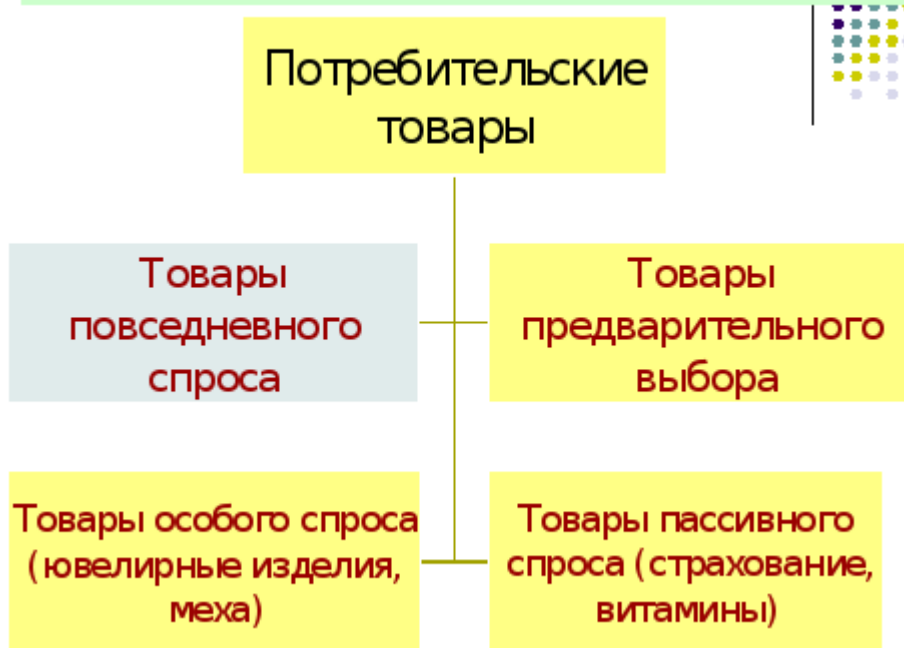 Потребительские
товары
Товары
повседневного
спроса
Товары
предварительного
выбора
Товары особого спроса
(ювелирные изделия,
меха)
Товары пассивного
спроса (страхование,
витамины)